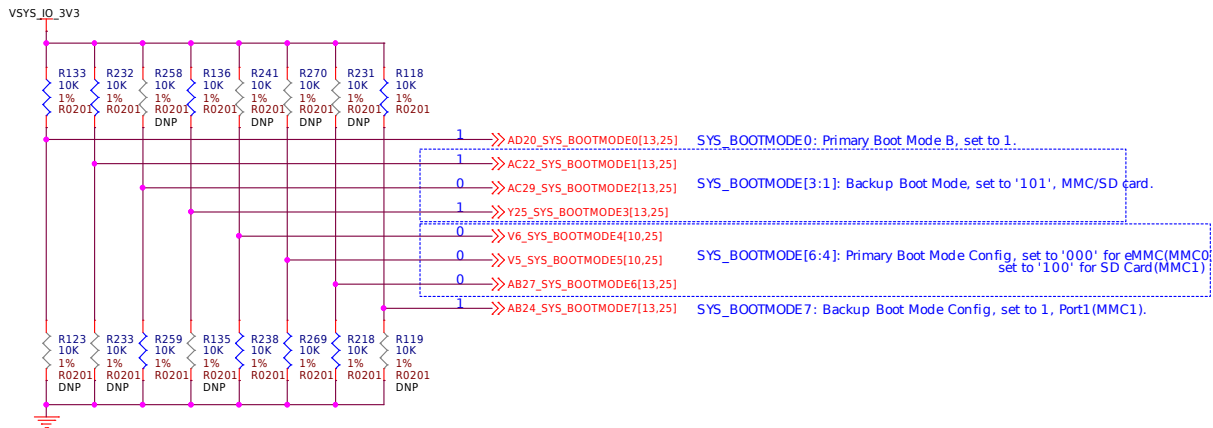 VSYS_IO_3V3
R133 R232 R258 R136 R241 R270 R231 R118
10K 10K 10K 10K 10K 10K 10K 10K
1% 1% 1% 1% 1% 1% 1% 1%
R0201 R0201 R0201 R0201 R0201 R0201 R0201 R0201
DNP DNP DNP DNP
1 AD20_SYS_BOOTMODE0[13,25] SYS_BOOTMODE0: Primary Boot Mode B, set to 1.
1 AC22_SYS_BOOTMODE1[13,25]
0 AC29_SYS_BOOTMODE2[13,25] SYS_BOOTMODE[3:1]: Backup Boot Mode, set to '101', MMC/SD card.
1 Y25_SYS_BOOTMODE3[13,25]
0 V6_SYS_BOOTMODE4[10,25]
0 V5_SYS_BOOTMODE5[10,25] SYS_BOOTMODE[6:4]: Primary Boot Mode Config, set to '000' for eMMC(MMC0
set to '100' for SD Card(MMC1)
0 AB27_SYS_BOOTMODE6[13,25]
1 AB24_SYS_BOOTMODE7[13,25] SYS_BOOTMODE7: Backup Boot Mode Config, set to 1, Port1(MMC1).
R123 R233 R259 R135 R238 R269 R218 R119
10K 10K 10K 10K 10K 10K 10K 10K
1% 1% 1% 1% 1% 1% 1% 1%
R0201 R0201 R0201 R0201 R0201 R0201 R0201 R0201
DNP DNP DNP DNP